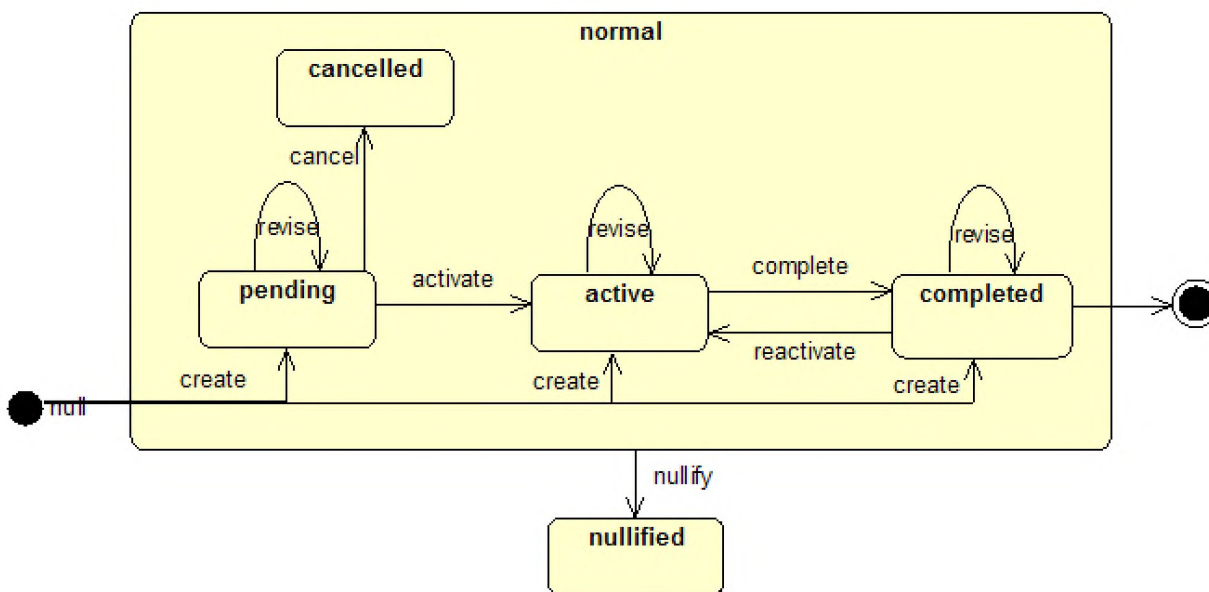 normal
cancelled
cancel
revise
revise
revise
pending
activate
active
complete
completed
reactivate
create
create
create
null
nullify
nullified